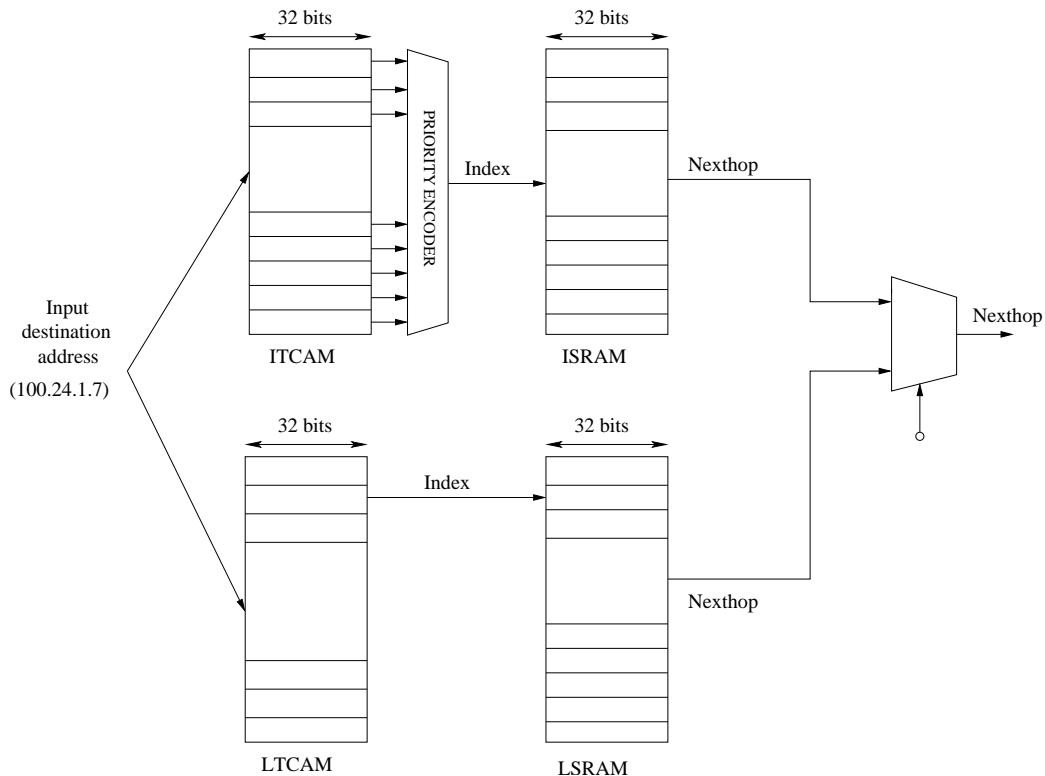 32 bits
32 bits
PRIORITY ENCODER
Index
Nexthop
Input
destination
address
(100.24.1.7)
Nexthop
ITCAM
ISRAM
32 bits
32 bits
Index
Nexthop
LTCAM
LSRAM